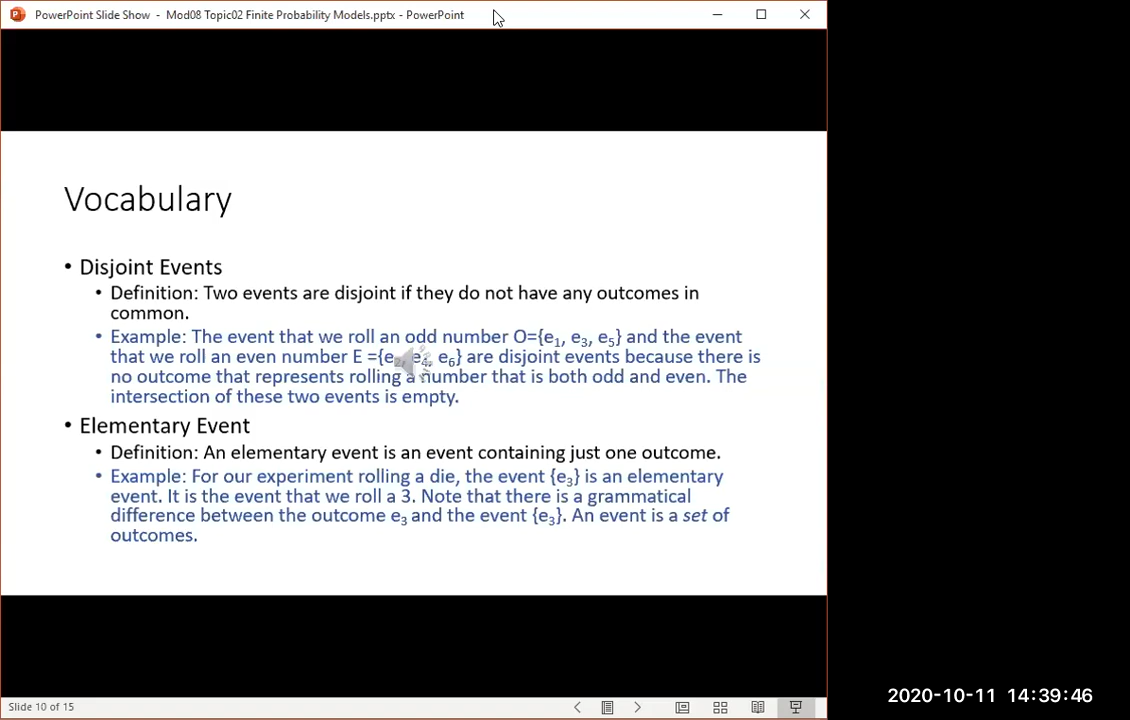 PowerPoint Slide Show - Mod08 Topic02 Finite Probability Models.pptx - PowerPoint
Vocabulary
• Disjoint Events
• Definition: Two events are disjoint if they do not have any outcomes in
common.
• Example: The event that we roll an odd number O={e₁, e₃, e₅} and the event
that we roll an even number E ={e₂, e₄, e₆} are disjoint events because there is
no outcome that represents rolling a number that is both odd and even. The
intersection of these two events is empty.
• Elementary Event
• Definition: An elementary event is an event containing just one outcome.
• Example: For our experiment rolling a die, the event {e₃} is an elementary
event. It is the event that we roll a 3. Note that there is a grammatical
difference between the outcome e₃ and the event {e₃}. An event is a set of
outcomes.
Slide 10 of 15
2020-10-11 14:39:46